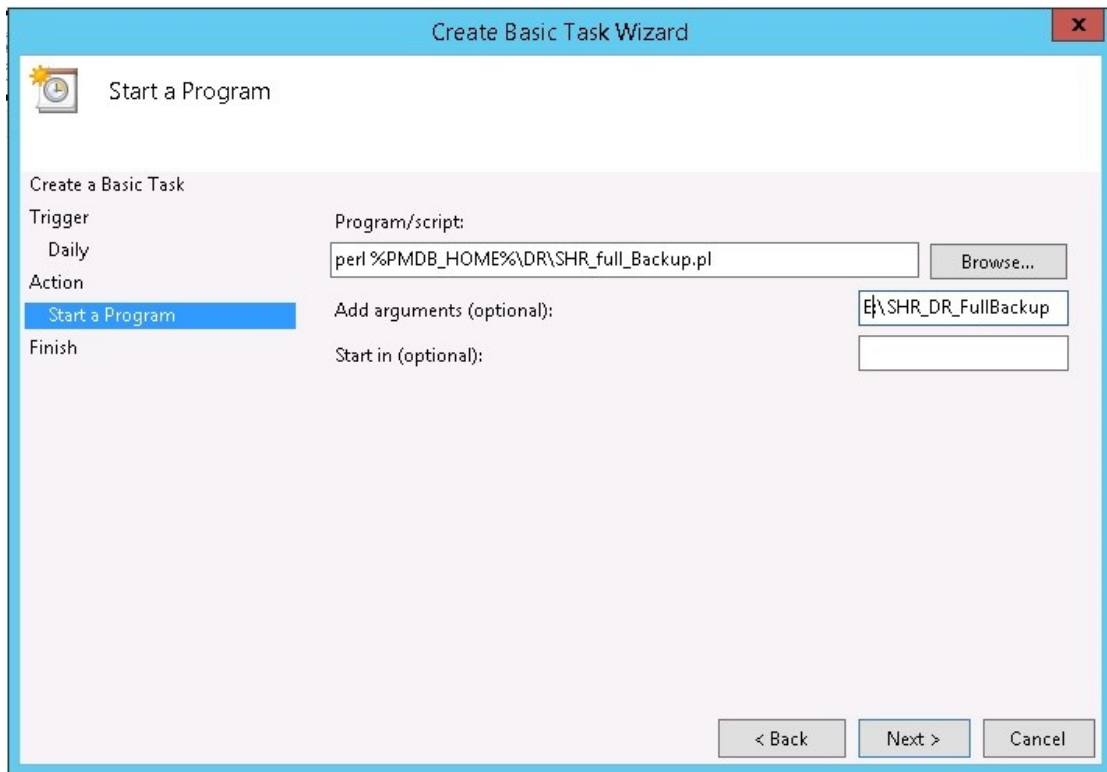 Create Basic Task Wizard
x
Start a Program
Create a Basic Task
Trigger
Daily
Action
Start a Program
Finish
Program/script:
perl %PMDB_HOME%\DR\SHR_full_Backup.pl
Browse...
Add arguments (optional):
E:\SHR_DR_FullBackup
Start in (optional):
< Back
Next >
Cancel